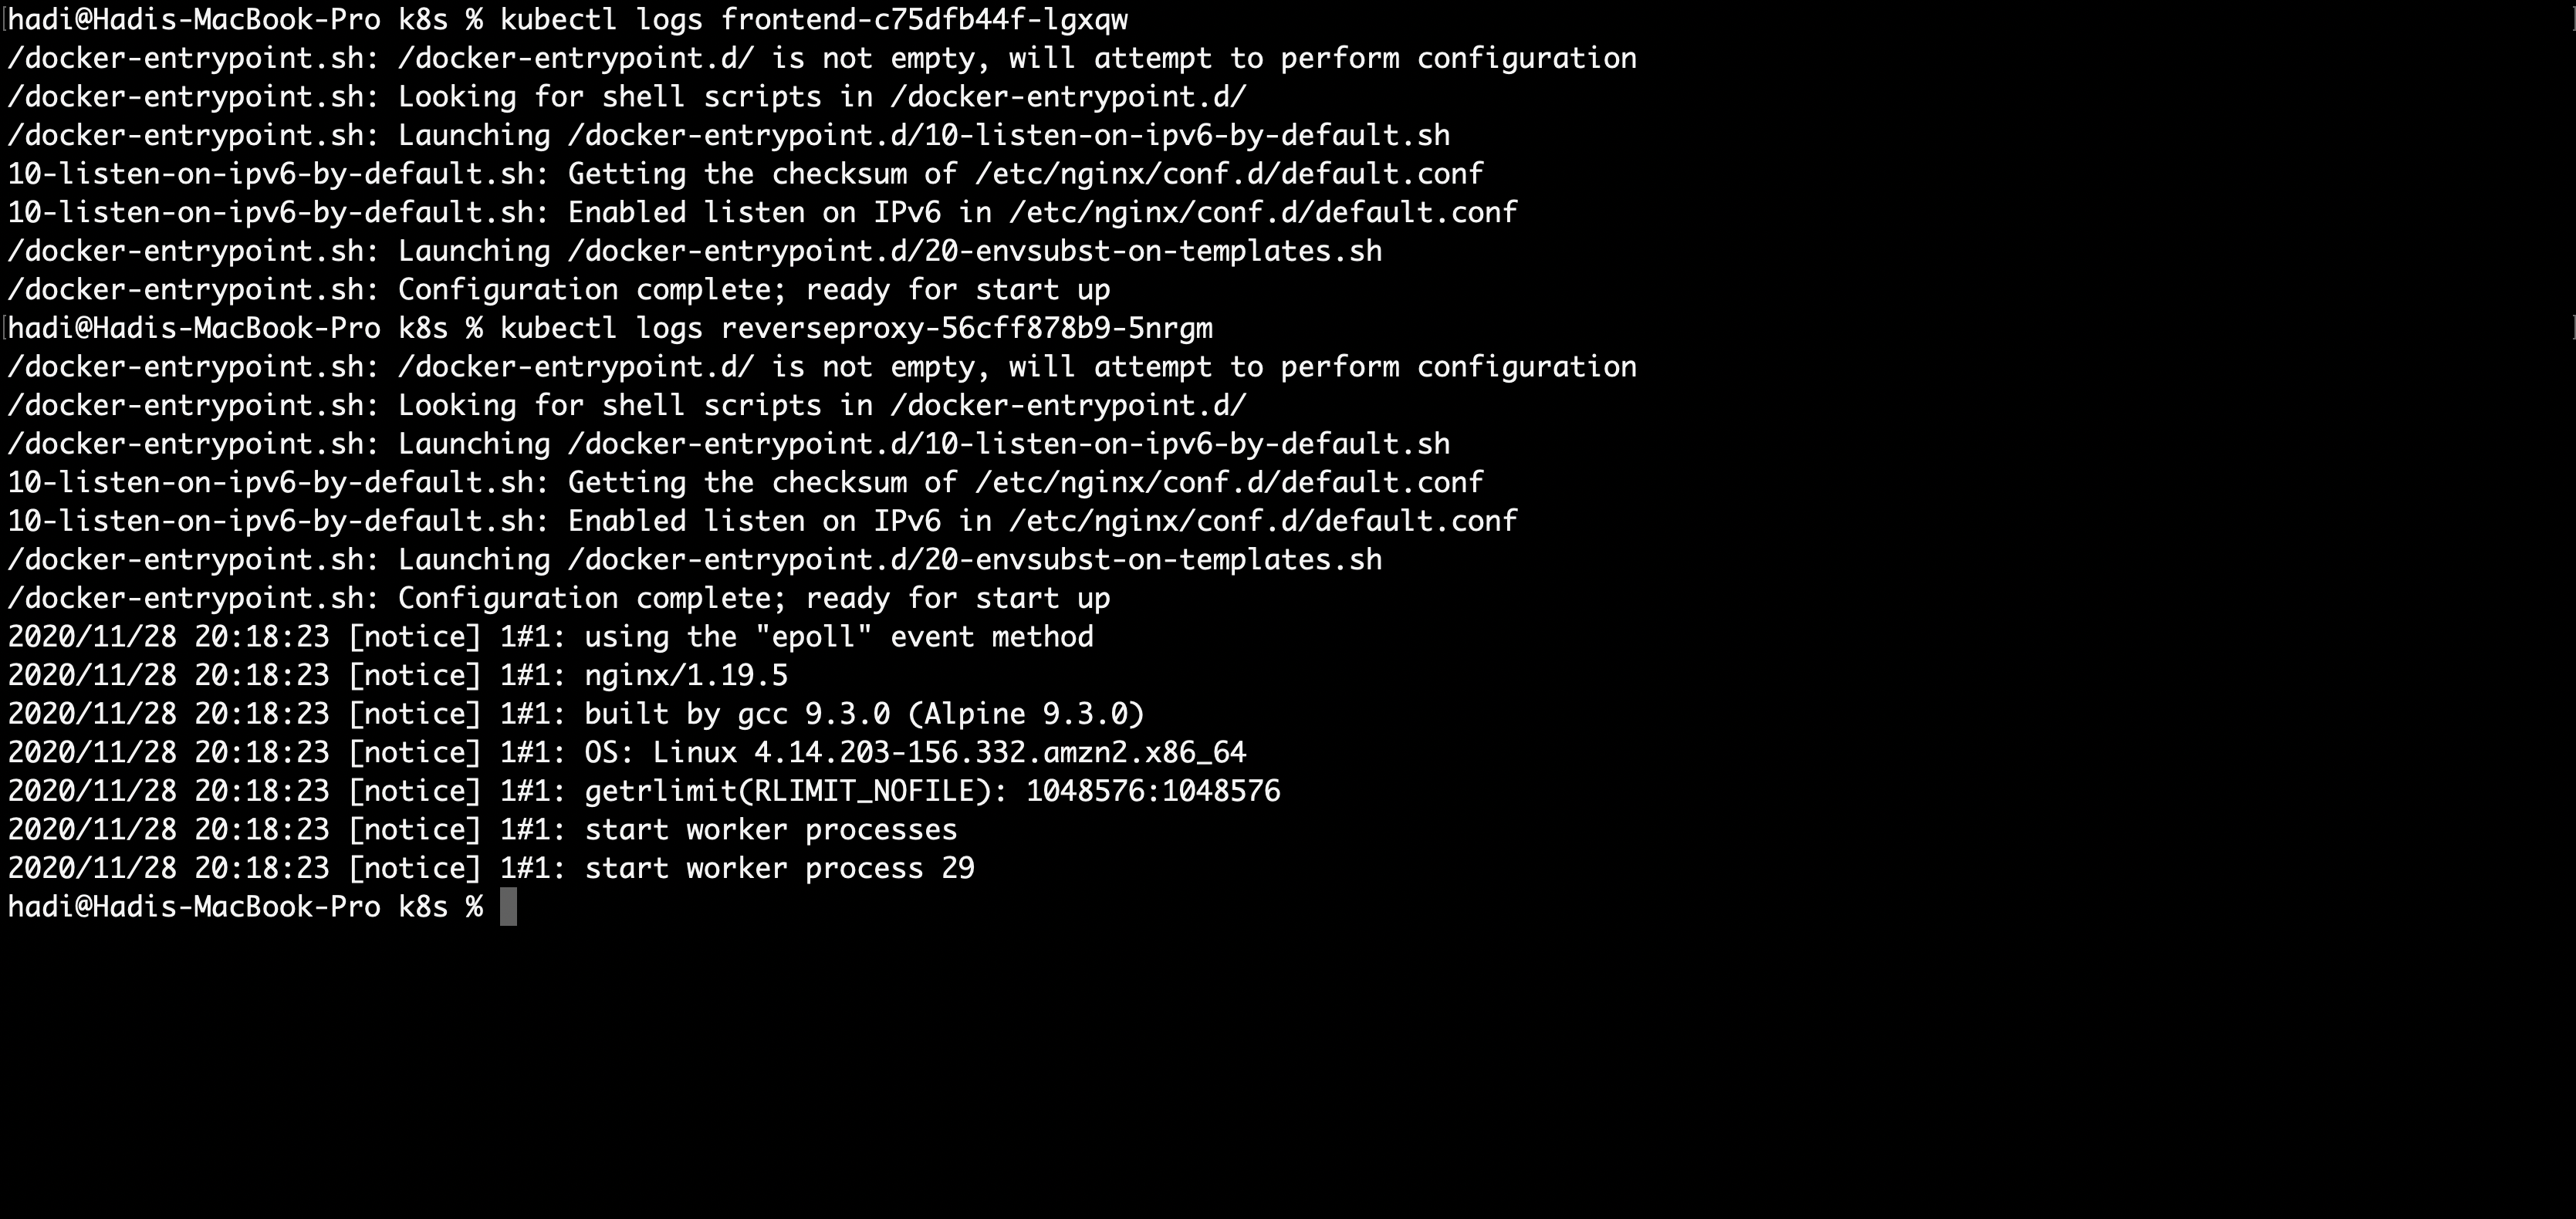 hadi@Hadis-MacBook-Pro k8s % kubectl logs frontend-c75dfb44f-lgxqw
/docker-entrypoint.sh: /docker-entrypoint.d/ is not empty, will attempt to perform configuration
/docker-entrypoint.sh: Looking for shell scripts in /docker-entrypoint.d/
/docker-entrypoint.sh: Launching /docker-entrypoint.d/10-listen-on-ipv6-by-default.sh
10-listen-on-ipv6-by-default.sh: Getting the checksum of /etc/nginx/conf.d/default.conf
10-listen-on-ipv6-by-default.sh: Enabled listen on IPv6 in /etc/nginx/conf.d/default.conf
/docker-entrypoint.sh: Launching /docker-entrypoint.d/20-envsubst-on-templates.sh
/docker-entrypoint.sh: Configuration complete; ready for start up
hadi@Hadis-MacBook-Pro k8s % kubectl logs reverseproxy-56cff878b9-5nrgm
/docker-entrypoint.sh: /docker-entrypoint.d/ is not empty, will attempt to perform configuration
/docker-entrypoint.sh: Looking for shell scripts in /docker-entrypoint.d/
/docker-entrypoint.sh: Launching /docker-entrypoint.d/10-listen-on-ipv6-by-default.sh
10-listen-on-ipv6-by-default.sh: Getting the checksum of /etc/nginx/conf.d/default.conf
10-listen-on-ipv6-by-default.sh: Enabled listen on IPv6 in /etc/nginx/conf.d/default.conf
/docker-entrypoint.sh: Launching /docker-entrypoint.d/20-envsubst-on-templates.sh
/docker-entrypoint.sh: Configuration complete; ready for start up
2020/11/28 20:18:23 [notice] 1#1: using the "epoll" event method
2020/11/28 20:18:23 [notice] 1#1: nginx/1.19.5
2020/11/28 20:18:23 [notice] 1#1: built by gcc 9.3.0 (Alpine 9.3.0)
2020/11/28 20:18:23 [notice] 1#1: OS: Linux 4.14.203-156.332.amzn2.x86_64
2020/11/28 20:18:23 [notice] 1#1: getrlimit(RLIMIT_NOFILE): 1048576:1048576
2020/11/28 20:18:23 [notice] 1#1: start worker processes
2020/11/28 20:18:23 [notice] 1#1: start worker process 29
hadi@Hadis-MacBook-Pro k8s %